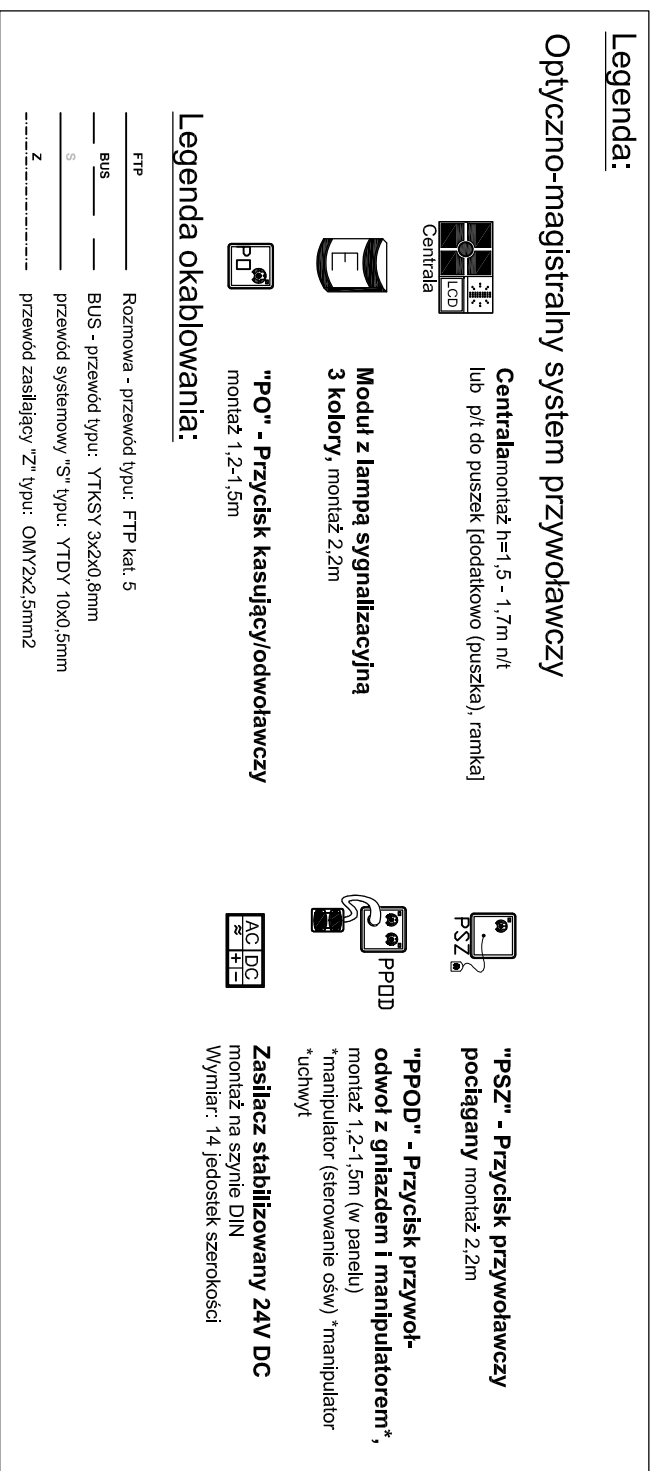 Legenda:
Optyczno-magistralny system przywoławczy
LCD
Centrala
Centralamontaż h=1,5 - 1,7m n/t
lub p/t do puszek [dodatkowo (puszka), ramka]
E
Moduł z lampą sygnalizacyjną
3 kolory, montaż 2,2m
PO
"PO" - Przycisk kasujący/odwoławczy
montaż 1,2-1,5m
PSZ
"PSZ" - Przycisk przywoławczy
pociągany montaż 2,2m
PPOD
"PPOD" - Przycisk przywoł-
odwoł z gniazdem i manipulatorem*,
montaż 1,2-1,5m (w panelu)
*manipulator (sterowanie ośw) *manipulator
*uchwyt
AC DC
≈ + -
Zasilacz stabilizowany 24V DC
montaż na szynie DIN
Wymiar: 14 jedostek szerokości
Legenda okablowania:
FTP Rozmowa - przewód typu: FTP kat. 5
BUS BUS - przewód typu: YTKSY 3x2x0,8mm
S przewód systemowy "S" typu: YTDY 10x0,5mm
Z przewód zasilający "Z" typu: OMY2x2,5mm2